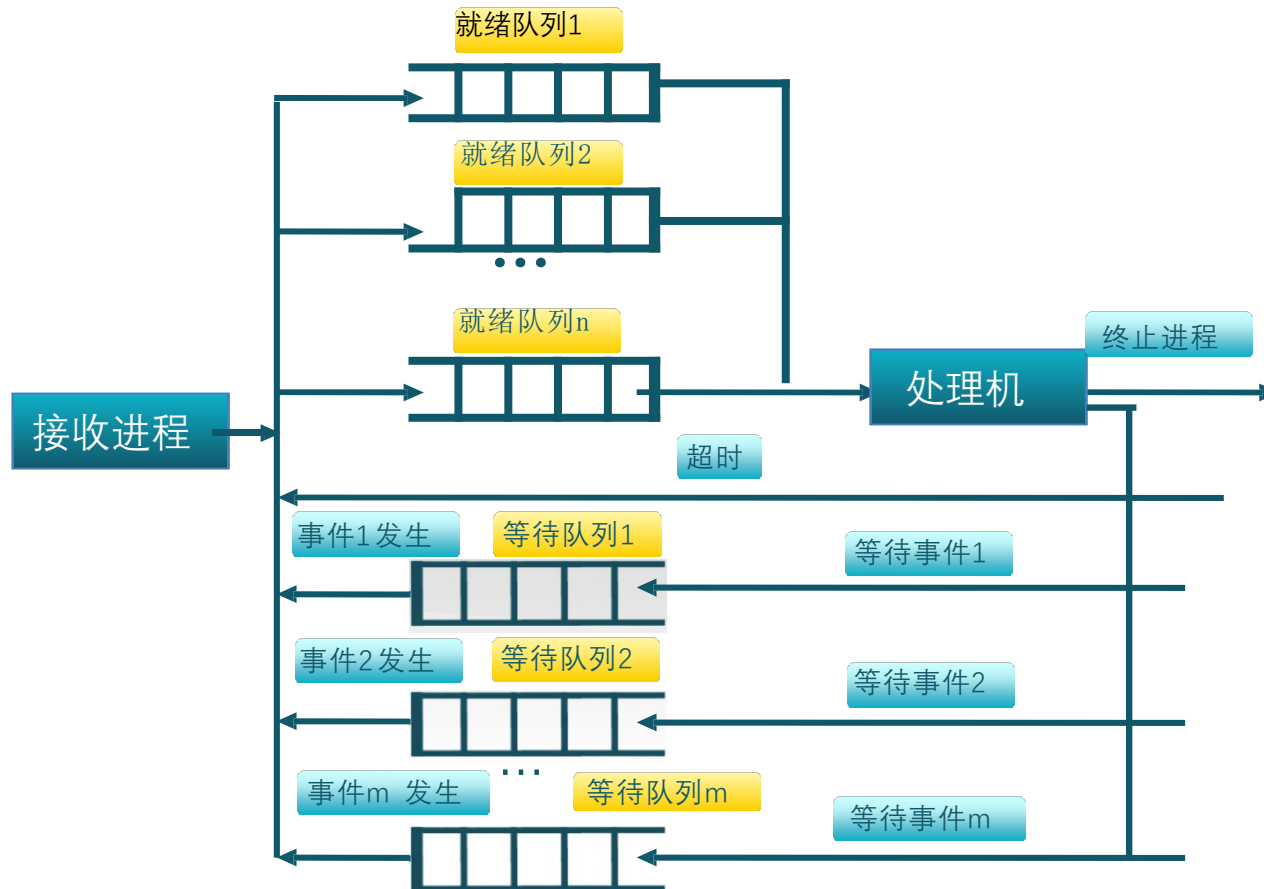 就绪队列1
就绪队列2
...
就绪队列n
终止进程
处理机
接收进程
超时
事件1发生
等待队列1
等待事件1
事件2发生
等待队列2
等待事件2
...
事件m 发生
等待队列m
等待事件m